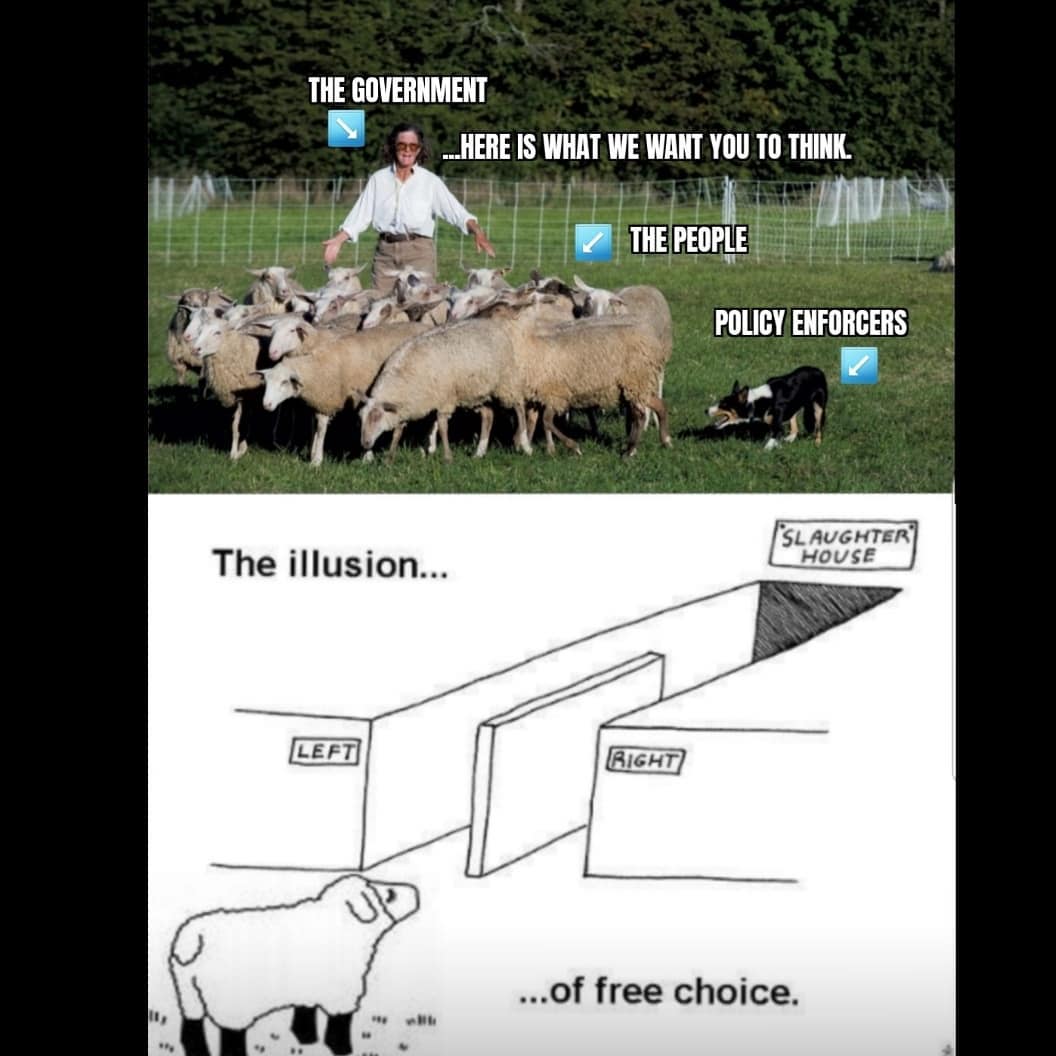 THE GOVERNMENT
...HERE IS WHAT WE WANT YOU TO THINK.
THE PEOPLE
POLICY ENFORCERS
The illusion...
SLAUGHTER
HOUSE
LEFT
RIGHT
...of free choice.